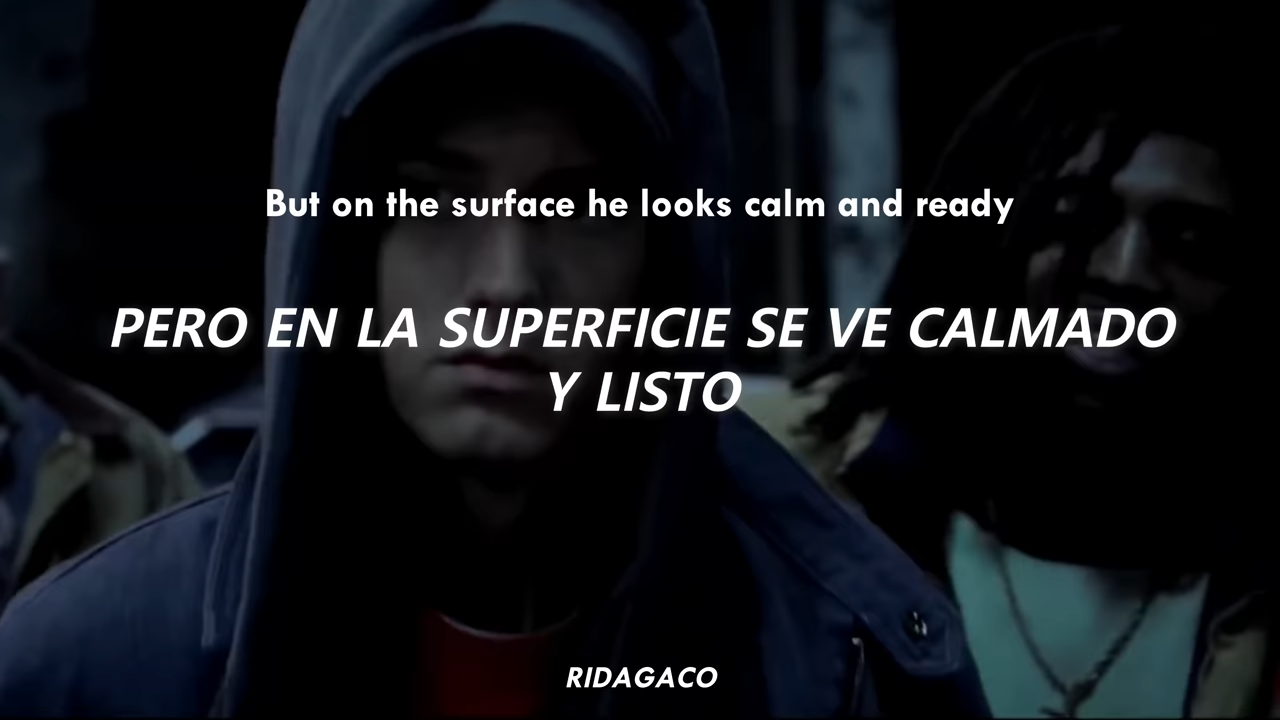 But on the surface he looks calm and ready
PERO EN LA SUPERFICIE SE VE CALMADO
Y LISTO
RIDAGACO